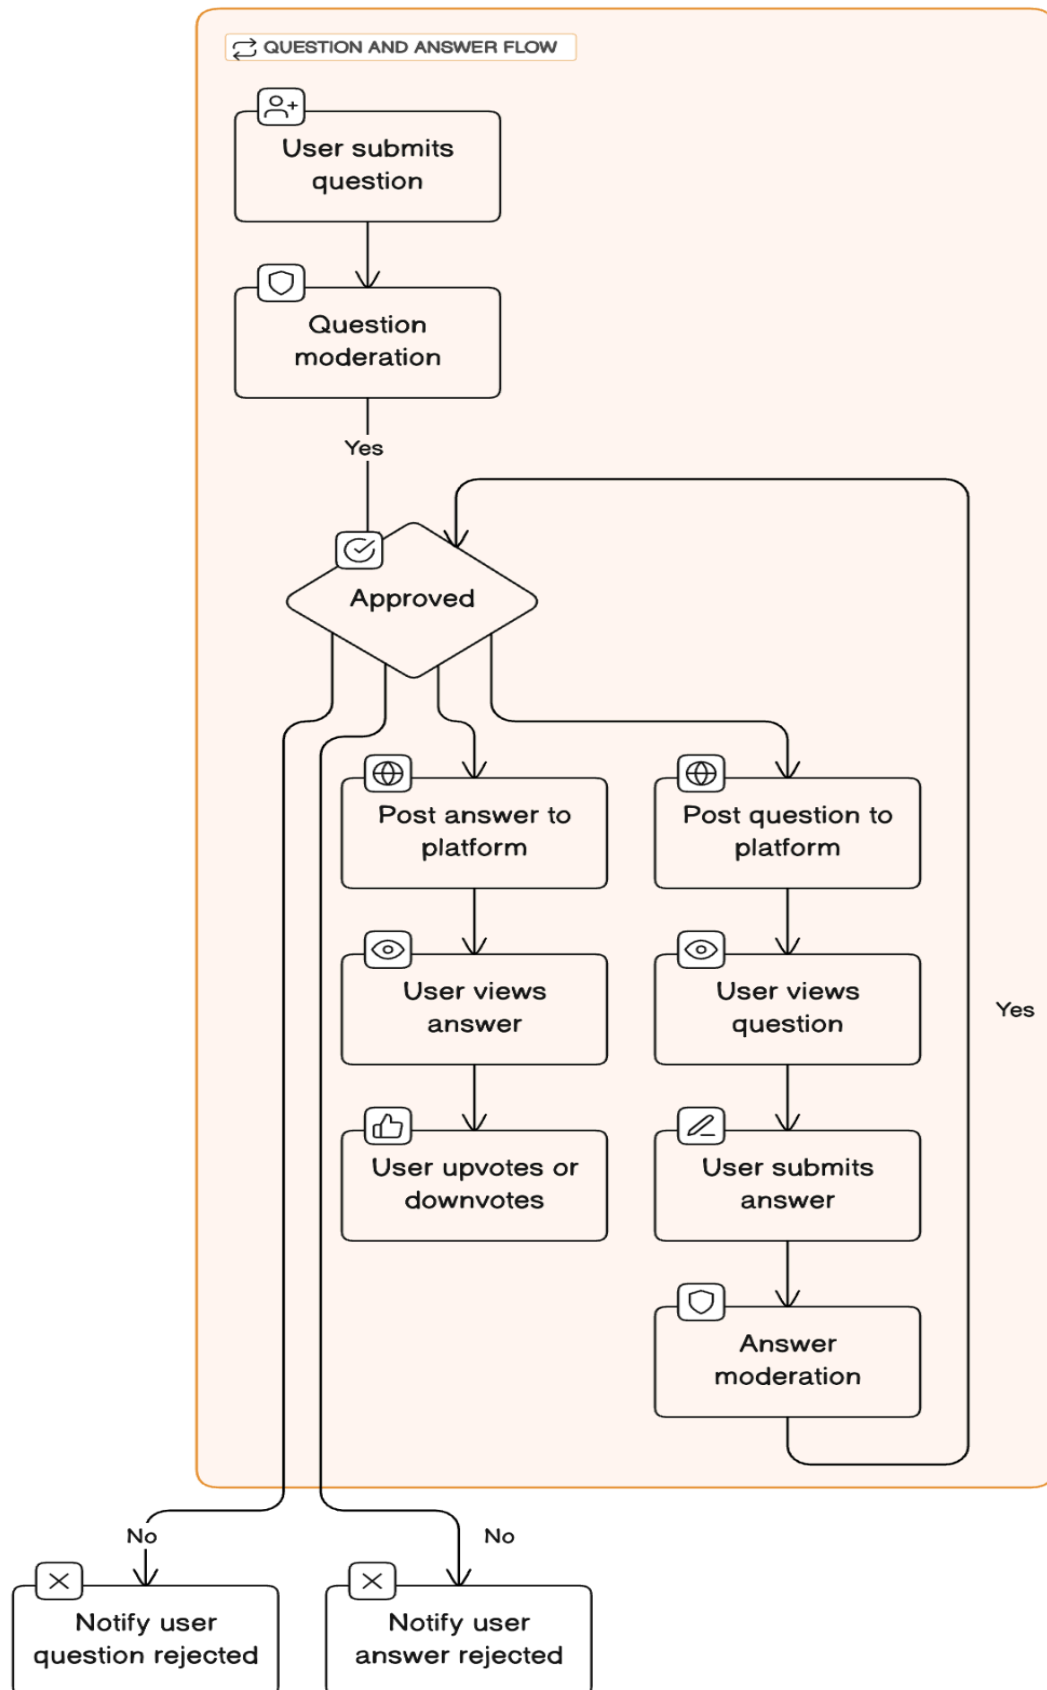 QUESTION AND ANSWER FLOW
User submits
question
Question
moderation
Yes
Approved
Post answer to
platform
Post question to
platform
User views
answer
User views
question
Yes
User upvotes or
downvotes
User submits
answer
Answer
moderation
No
No
Notify user
question rejected
Notify user
answer rejected